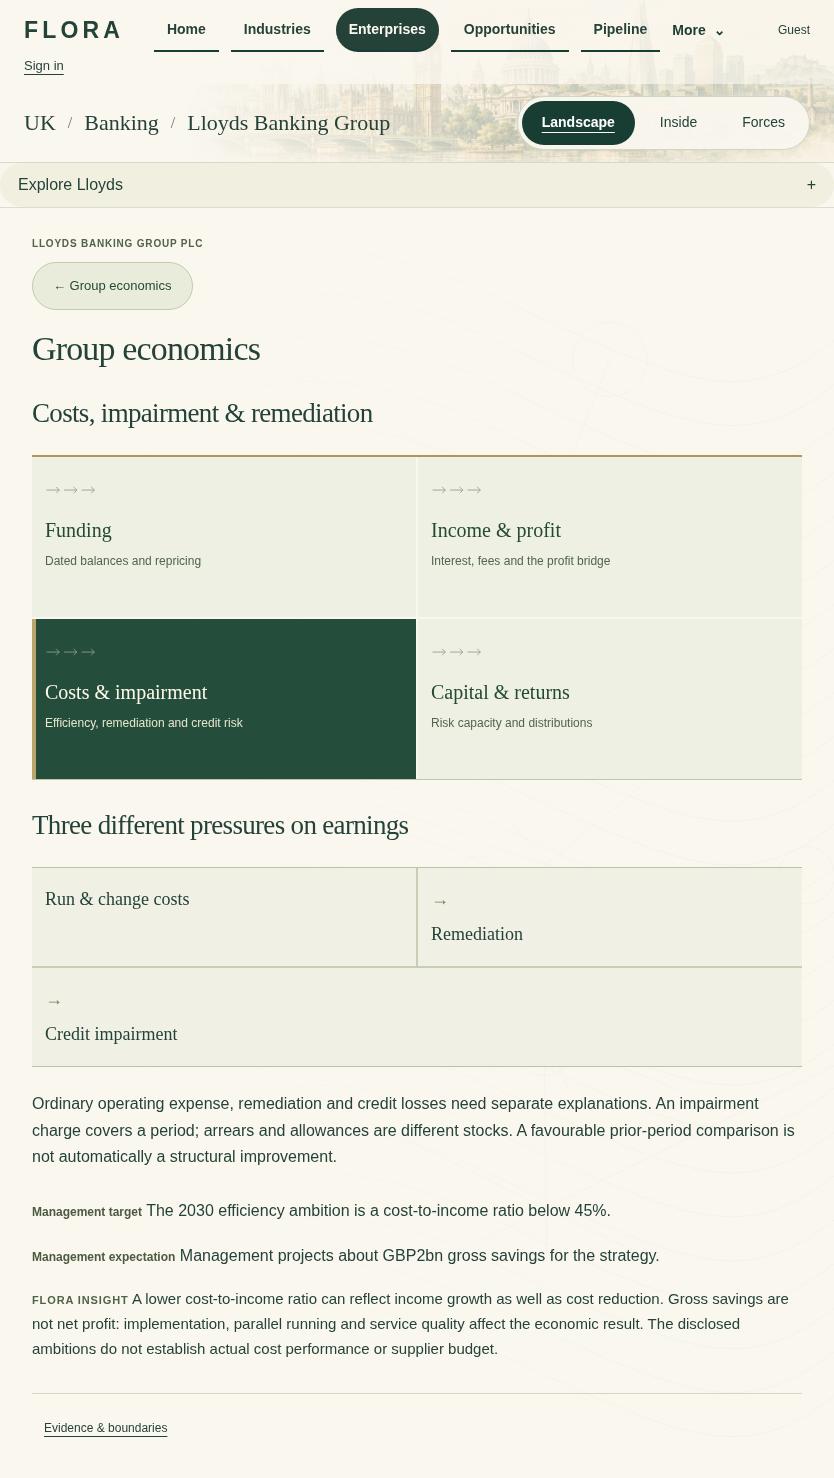 FLORA
Home
Industries
Enterprises
Opportunities
Pipeline
More ⌄
Guest
Sign in
UK / Banking / Lloyds Banking Group
Landscape
Inside
Forces
Explore Lloyds +
LLOYDS BANKING GROUP PLC
← Group economics
Group economics
Costs, impairment & remediation
→→→
Funding
Dated balances and repricing
→→→
Income & profit
Interest, fees and the profit bridge
→→→
Costs & impairment
Efficiency, remediation and credit risk
→→→
Capital & returns
Risk capacity and distributions
Three different pressures on earnings
Run & change costs
→
Remediation
→
Credit impairment
Ordinary operating expense, remediation and credit losses need separate explanations. An impairment
charge covers a period; arrears and allowances are different stocks. A favourable prior-period comparison is
not automatically a structural improvement.
Management target The 2030 efficiency ambition is a cost-to-income ratio below 45%.
Management expectation Management projects about GBP2bn gross savings for the strategy.
FLORA INSIGHT A lower cost-to-income ratio can reflect income growth as well as cost reduction. Gross savings are
not net profit: implementation, parallel running and service quality affect the economic result. The disclosed
ambitions do not establish actual cost performance or supplier budget.
Evidence & boundaries